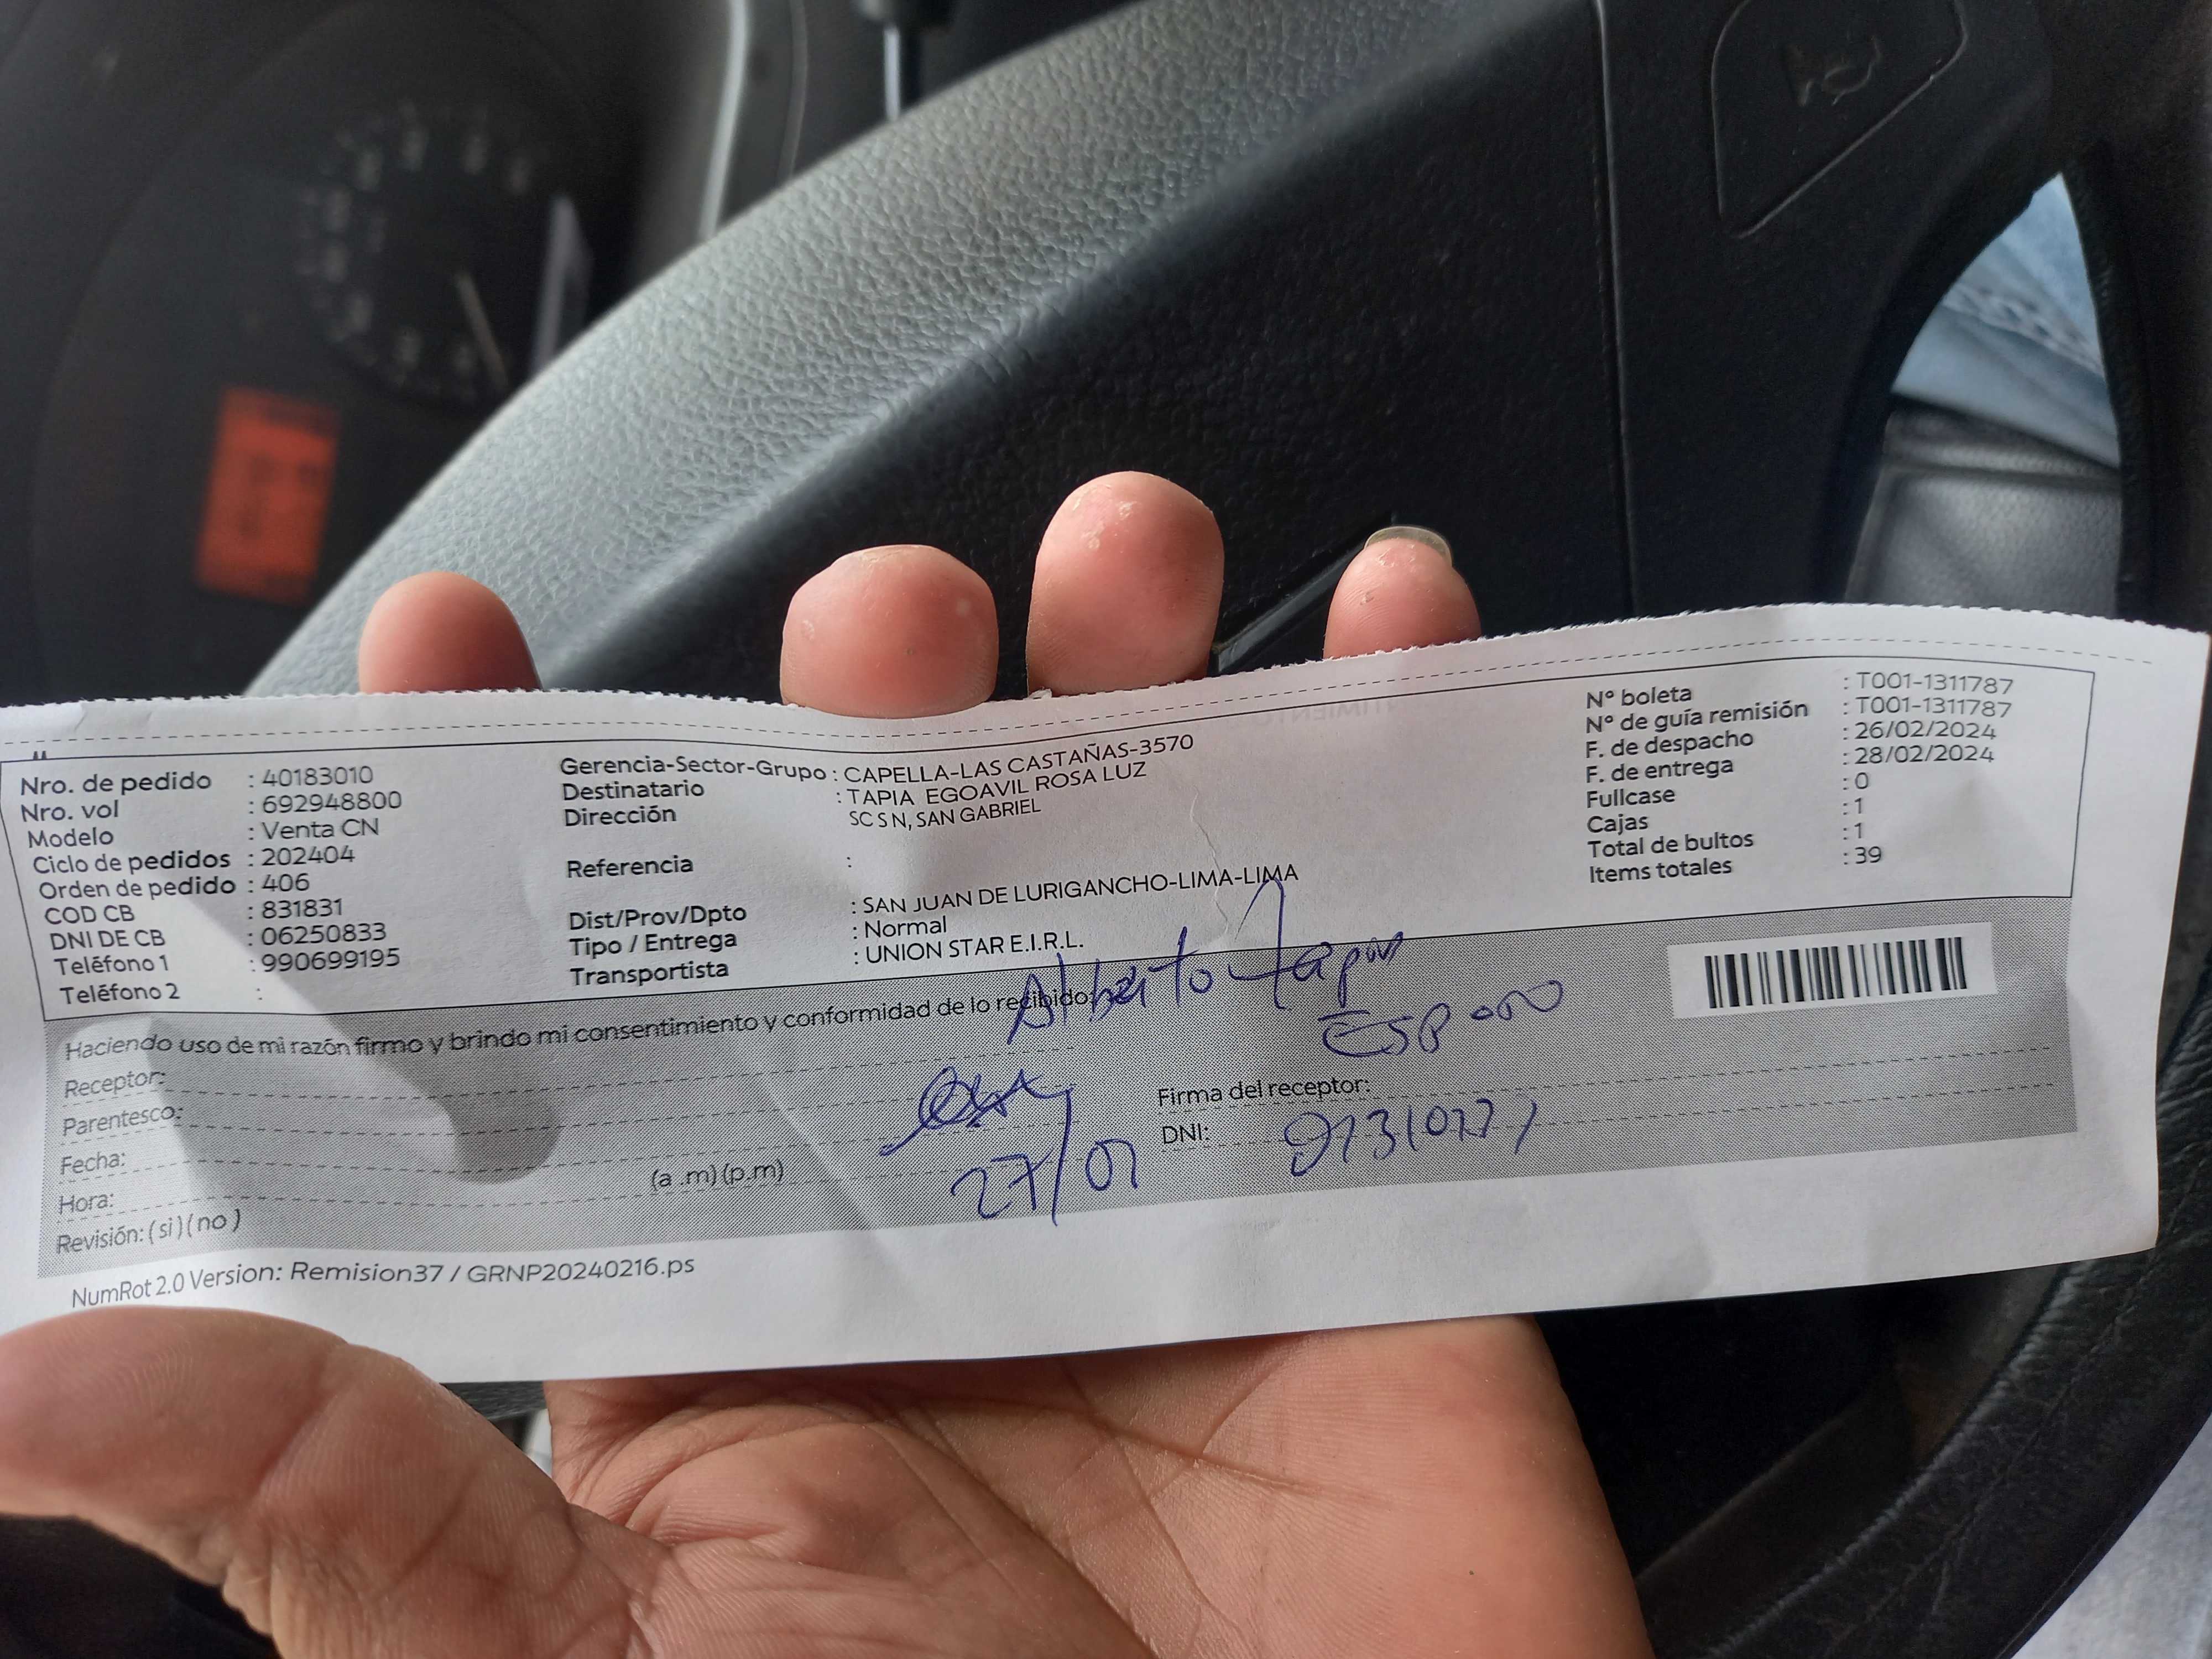 Nro. de pedido : 40183010
Nro. vol : 692948800
Modelo : Venta CN
Ciclo de pedidos : 202404
Orden de pedido : 406
COD CB : 831831
DNI DE CB : 06250833
Teléfono 1 : 990699195
Teléfono 2 :
Gerencia-Sector-Grupo : CAPELLA-LAS CASTAÑAS-3570
Destinatario : TAPIA EGOAVIL ROSA LUZ
Dirección SC S N, SAN GABRIEL
Referencia :
Dist/Prov/Dpto : SAN JUAN DE LURIGANCHO-LIMA-LIMA
Tipo / Entrega : Normal
Transportista : UNION STAR E.I.R.L.
Nº boleta : T001-1311787
Nº de guía remisión : T001-1311787
F. de despacho : 26/02/2024
F. de entrega : 28/02/2024
Fullcase : 0
Cajas : 1
Total de bultos : 1
Items totales : 39
Haciendo uso de mi razón firmo y brindo mi consentimiento y conformidad de lo recibido
Alberto
Receptor:
Parentesco:
Firma del receptor:
Fecha: 27/02
DNI:
Hora: (a .m) (p.m)
Revisión: ( si ) ( no )
NumRot 2.0 Version: Remision37 / GRNP20240216.ps